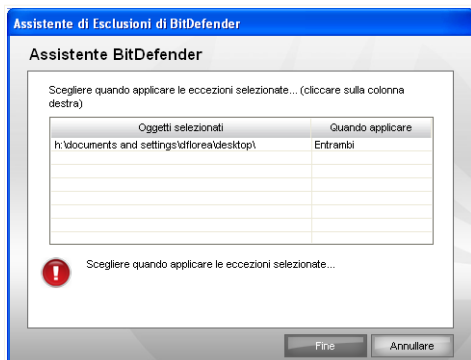 Assistente di Esclusioni di BitDefender
Assistente BitDefender
Scegliere quando applicare le eccezioni selezionate... (cliccare sulla colonna
destra)
Oggetti selezionati Quando applicare
h:\documents and settings\dflorea\desktop\ Entrambi
Scegliere quando applicare le eccezioni selezionate...
Fine Annullare